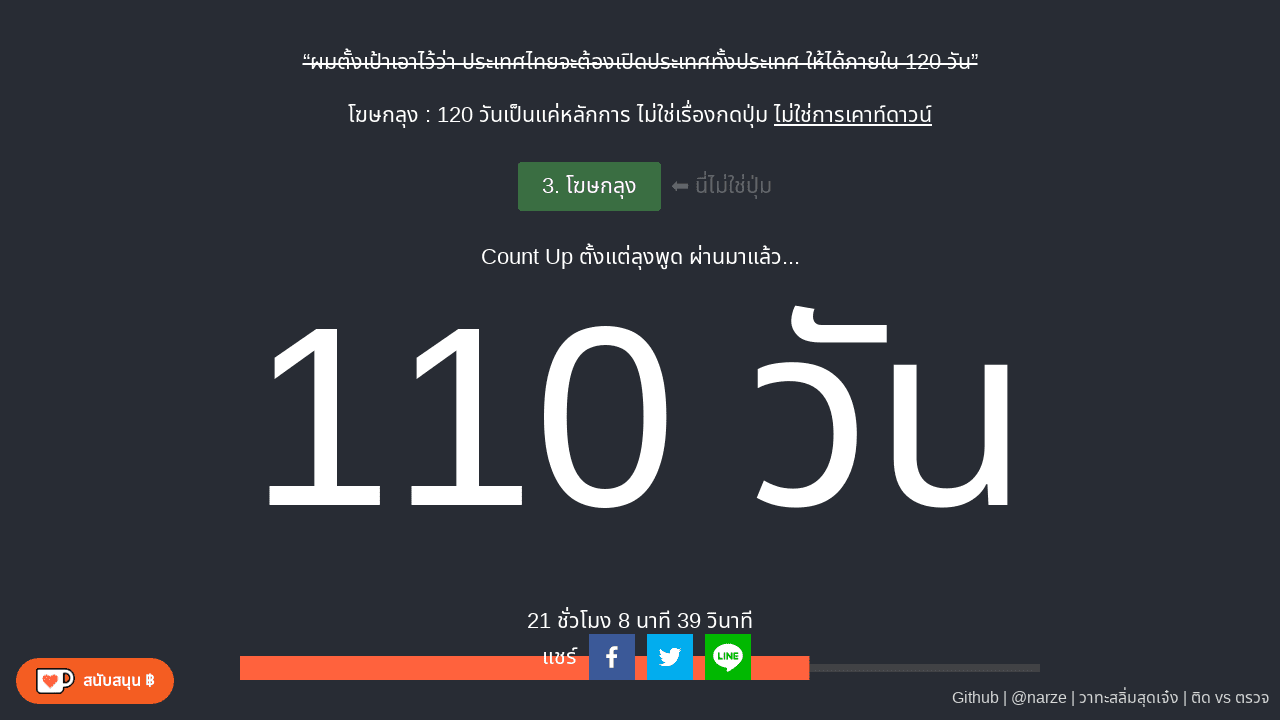 “ผมตั้งเป้าเอาไว้ว่า ประเทศไทยจะต้องเปิดประเทศทั้งประเทศ ให้ได้ภายใน 120 วัน”
โฆษกลุง : 120 วันเป็นแค่หลักการ ไม่ใช่เรื่องกดปุ่ม ไม่ใช่การเคาท์ดาวน์
3. โฆษกลุง ⬅ นี่ไม่ใช่ปุ่ม
Count Up ตั้งแต่ลุงพูด ผ่านมาแล้ว...
110 วัน
21 ชั่วโมง 8 นาที 39 วินาที
แชร์ LINE
สนับสนุน ฿
Github | @narze | วาทะสลิ่มสุดเจ๋ง | ติด vs ตรวจ